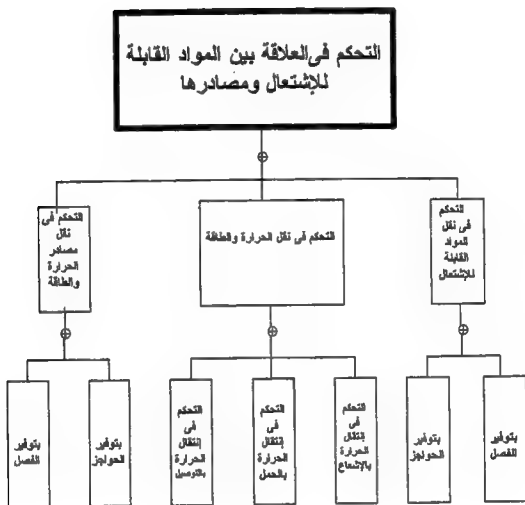 التحكم فى العلاقة بين المواد القابلة
للإشتعال ومصادرها
التحكم
فى نقل
المواد
القابلة
للإشتعال
التحكم فى نقل الحرارة والطاقة
التحكم فى
نقل
مصادر
الحرارة
والطاقة
بتوفير
الفصل
بتوفير
الحواجز
التحكم
فى
إنتقال
الحرارة
بالإشعاع
التحكم
فى
إنتقال
الحرارة
بالحمل
التحكم
فى
إنتقال
الحرارة
بالتوصيل
بتوفير
الحواجز
بتوفير
الفصل